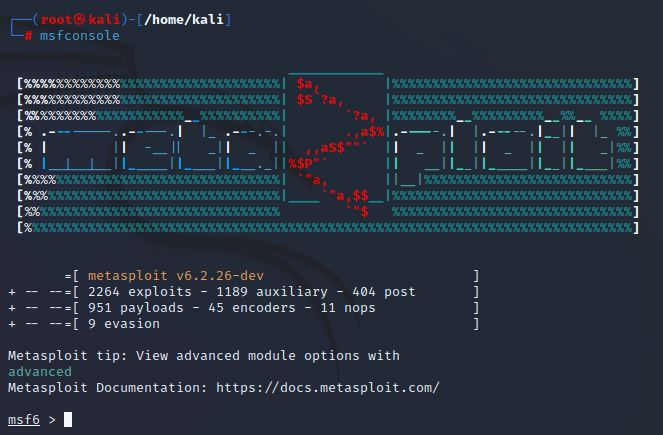 ┌──(root㉿kali)-[/home/kali]
└─# msfconsole
=[ metasploit v6.2.26-dev ]
+ -- --=[ 2264 exploits - 1189 auxiliary - 404 post ]
+ -- --=[ 951 payloads - 45 encoders - 11 nops ]
+ -- --=[ 9 evasion ]
Metasploit tip: View advanced module options with
advanced
Metasploit Documentation: https://docs.metasploit.com/
msf6 >